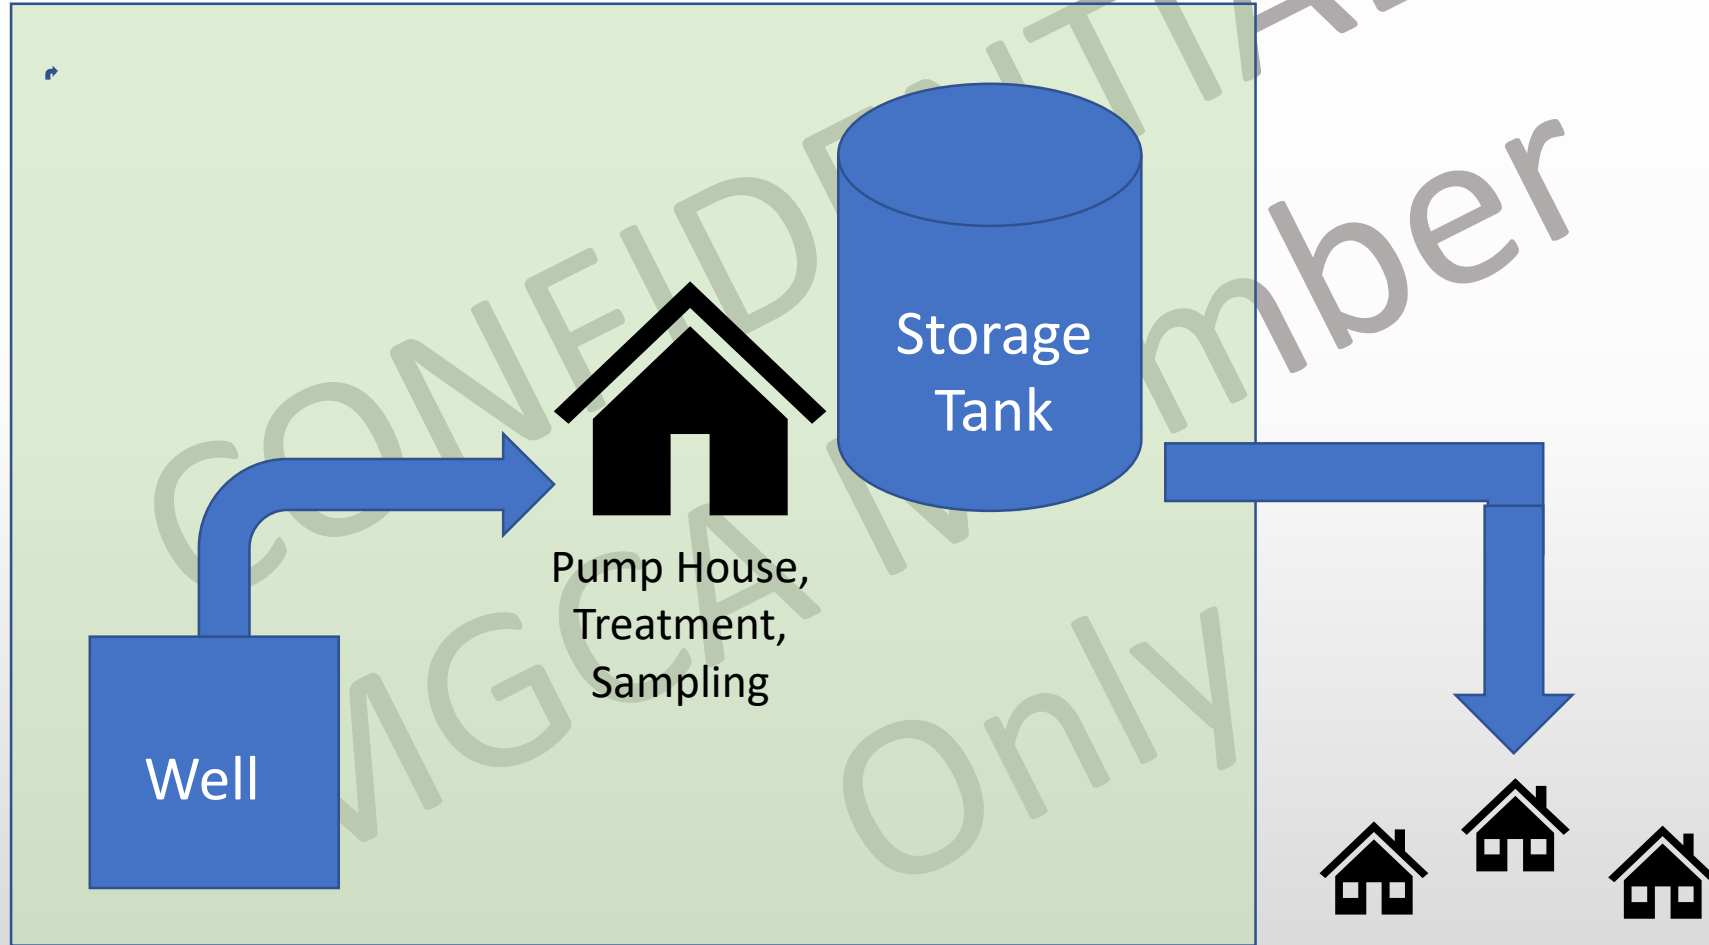 CONFIDENTIAL
MGCA Member
Only
Storage
Tank
Pump House,
Treatment,
Sampling
Well